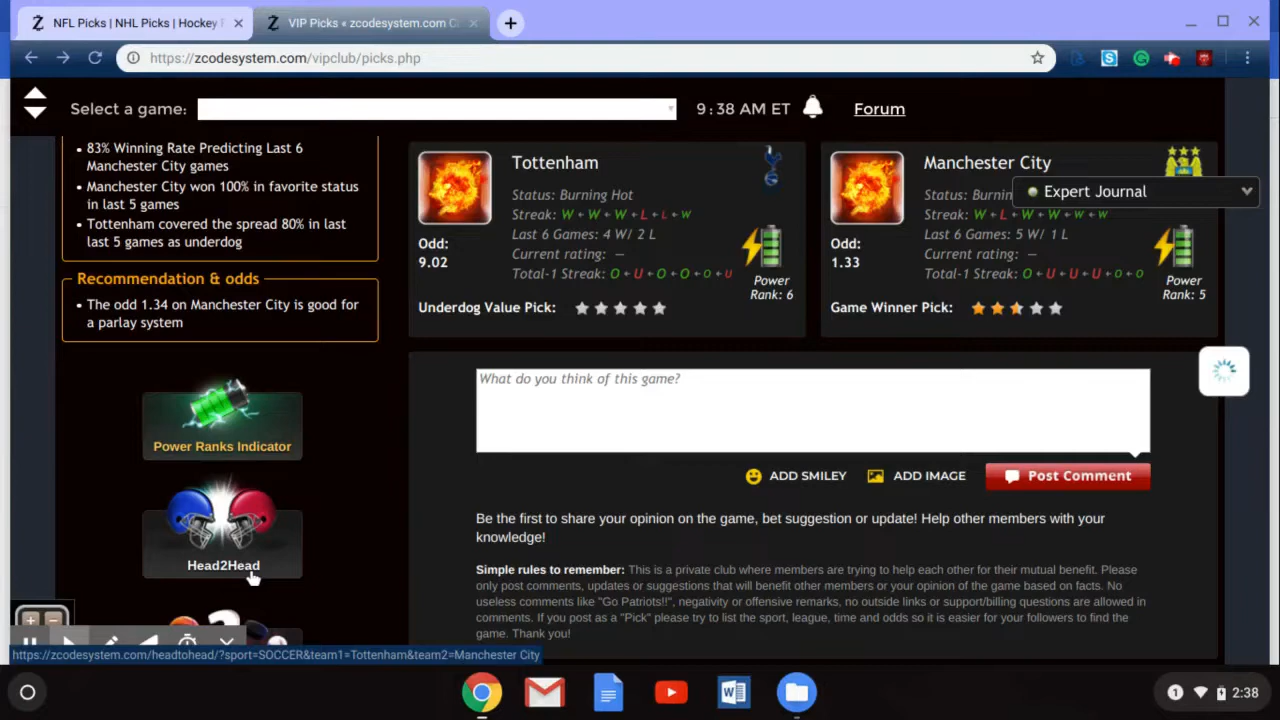 NFL Picks | NHL Picks | Hockey
VIP Picks « zcodesystem.com
https://zcodesystem.com/vipclub/picks.php
Select a game:
9:38 AM ET
Forum
83% Winning Rate Predicting Last 6
Manchester City games
Manchester City won 100% in favorite status
in last 5 games
Tottenham covered the spread 80% in last
last 5 games as underdog
Recommendation & odds
The odd 1.34 on Manchester City is good for
a parlay system
Power Ranks Indicator
Head2Head
Tottenham
Status: Burning Hot
Streak: W W W L L W
Last 6 Games: 4 W/ 2 L
Current rating: —
Total-1 Streak: O U O O O U
Odd:
9.02
Power
Rank: 6
Underdog Value Pick:
Manchester City
Status: Burnin
Streak: W L W W W W
Last 6 Games: 5 W/ 1 L
Current rating: —
Total-1 Streak: O U U U O O
Odd:
1.33
Power
Rank: 5
Game Winner Pick:
Expert Journal
What do you think of this game?
ADD SMILEY
ADD IMAGE
Post Comment
Be the first to share your opinion on the game, bet suggestion or update! Help other members with your
knowledge!
Simple rules to remember: This is a private club where members are trying to help each other for their mutual benefit. Please
only post comments, updates or suggestions that will benefit other members or your opinion of the game based on facts. No
useless comments like "Go Patriots!!", negativity or offensive remarks, no outside links or support/billing questions are allowed in
comments. If you post as a "Pick" please try to list the sport, league, time and odds so it is easier for your followers to find the
game. Thank you!
https://zcodesystem.com/headtohead/?sport=SOCCER&team1=Tottenham&team2=Manchester City
1
2:38